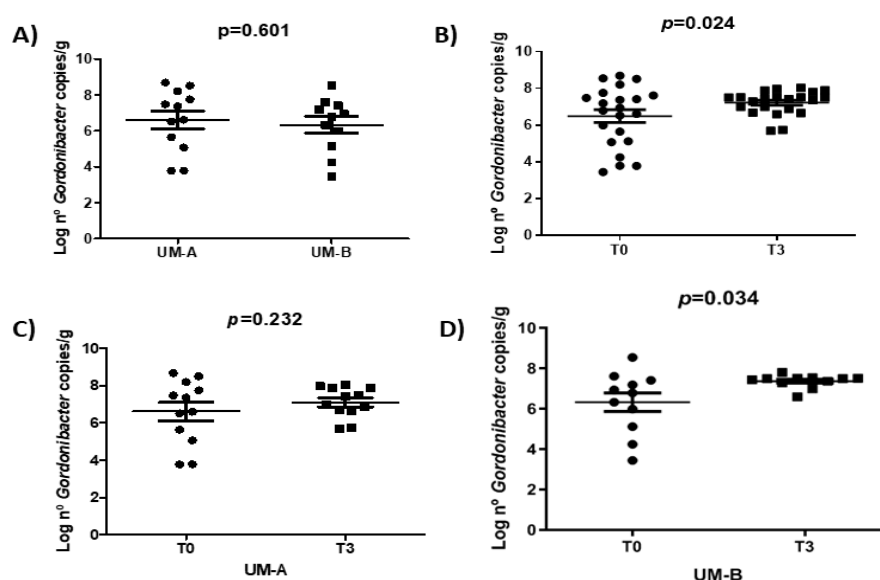 A)
p=0.601
Log nº Gordonibacter copies/g
10
8
6
4
2
0
UM-A
UM-B
B)
p=0.024
Log nº Gordonibacter copies/g
10
8
6
4
2
0
T0
T3
C)
p=0.232
Log nº Gordonibacter copies/g
10
8
6
4
2
0
T0
T3
UM-A
D)
p=0.034
Log nº Gordonibacter copies/g
10
8
6
4
2
0
T0
T3
UM-B